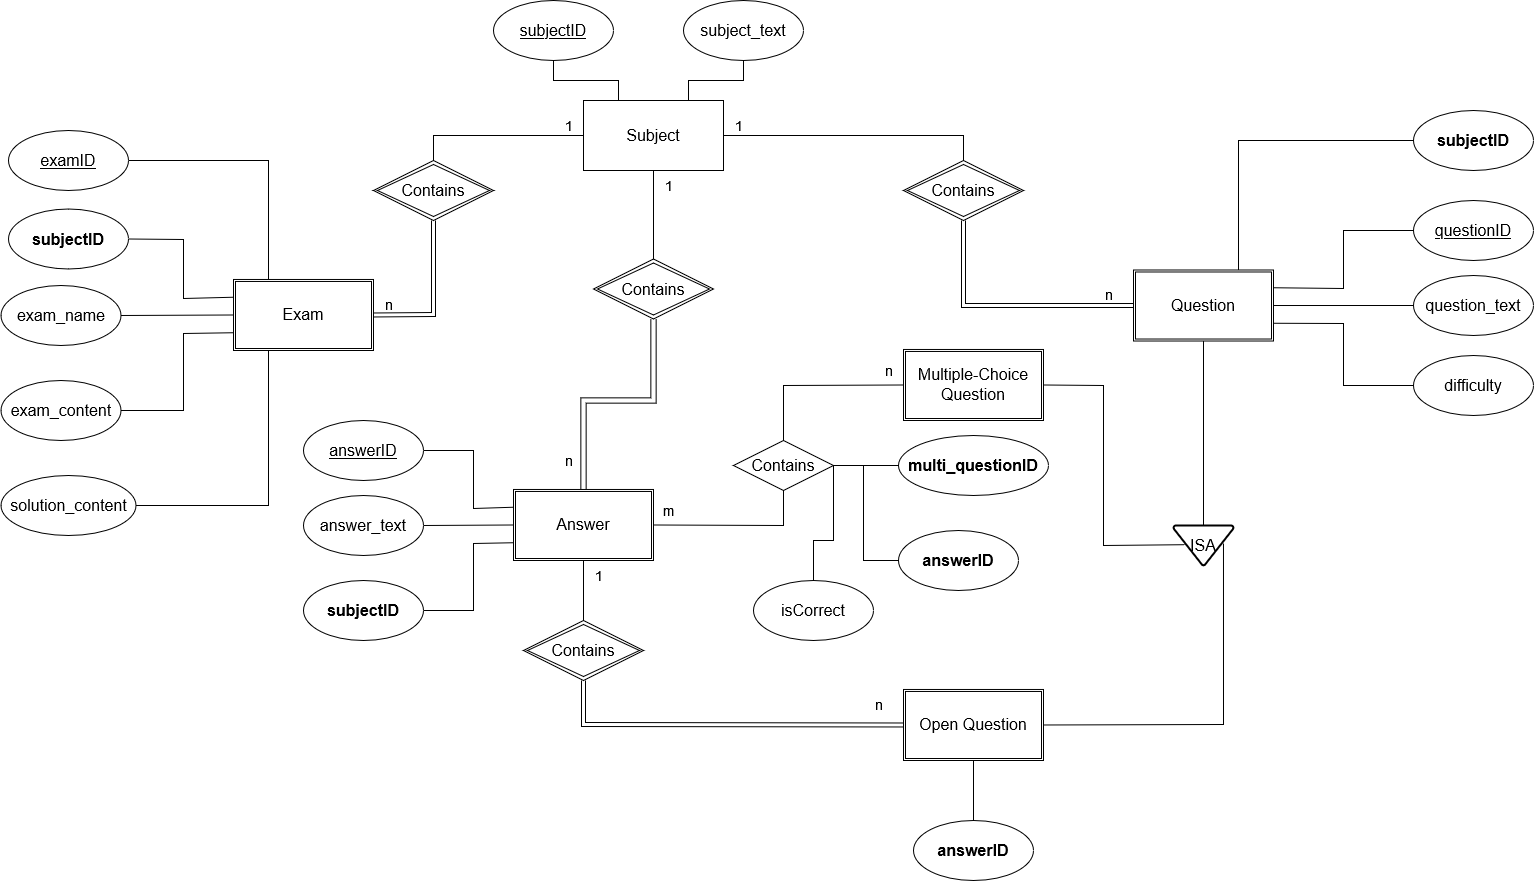 subjectID
subject_text
1
Subject
1
1
subjectID
examID
Contains
Contains
questionID
subjectID
Contains
exam_name
Exam
n
n
Question
question_text
exam_content
n
Multiple-Choice
Question
difficulty
answerID
n
Contains
multi_questionID
solution_content
answer_text
Answer
m
ISA
answerID
1
subjectID
isCorrect
Contains
n
Open Question
answerID